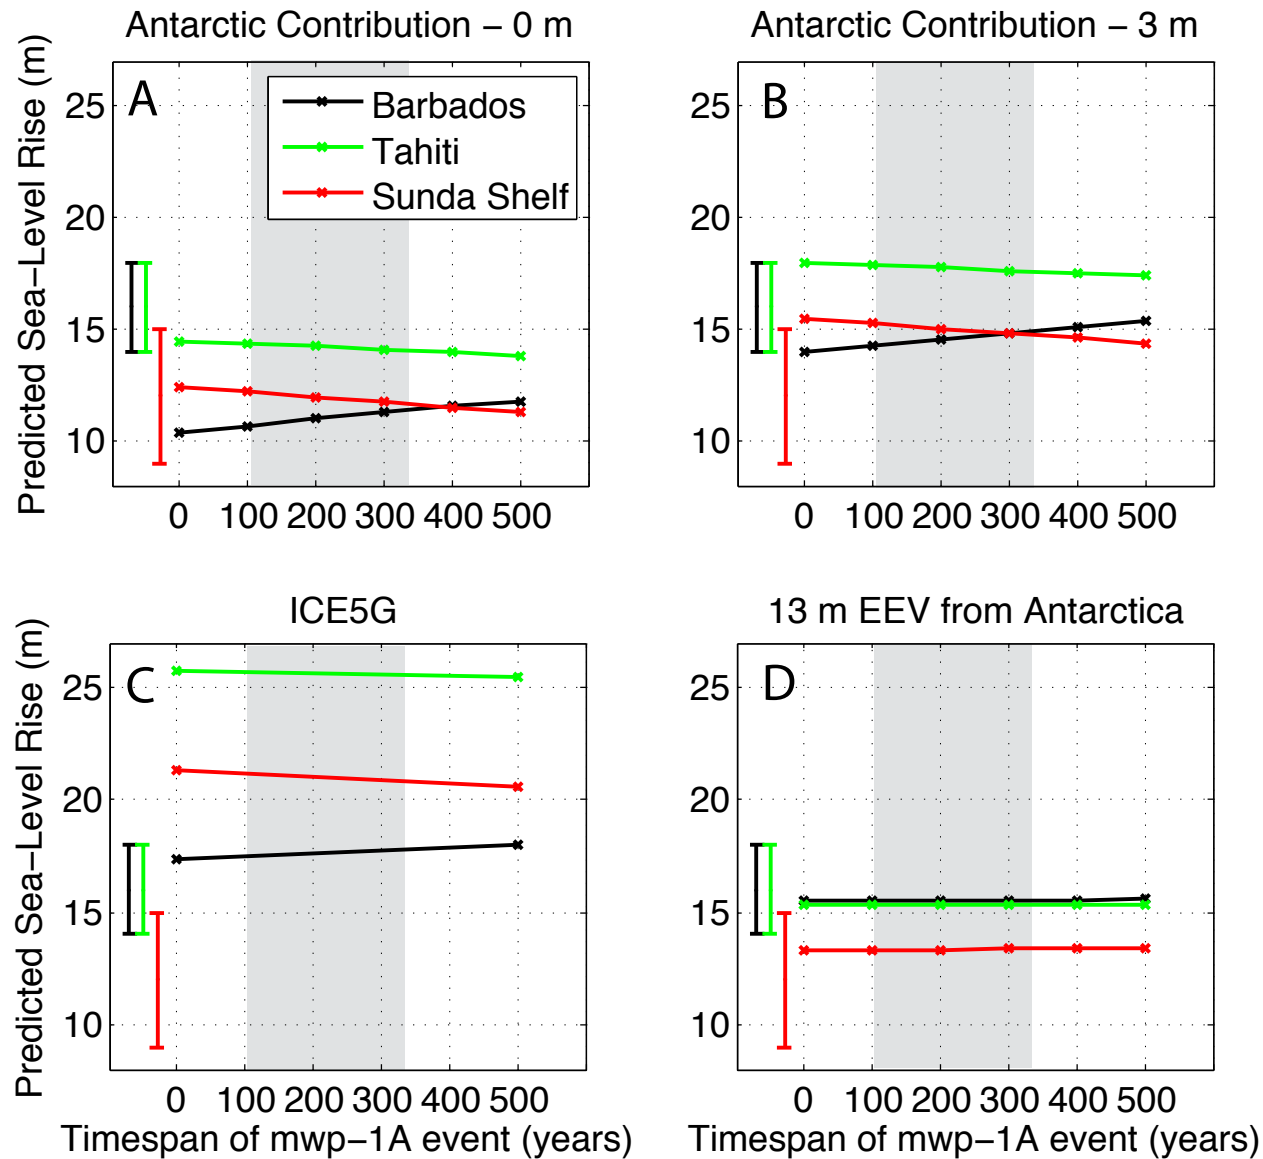 Antarctic Contribution – 0 m
Predicted Sea–Level Rise (m)
A
Barbados
Tahiti
Sunda Shelf
25
20
15
10
0 100 200 300 400 500
Antarctic Contribution – 3 m
B
25
20
15
10
0 100 200 300 400 500
ICE5G
Predicted Sea–Level Rise (m)
C
25
20
15
10
0 100 200 300 400 500
Timespan of mwp–1A event (years)
13 m EEV from Antarctica
D
25
20
15
10
0 100 200 300 400 500
Timespan of mwp–1A event (years)